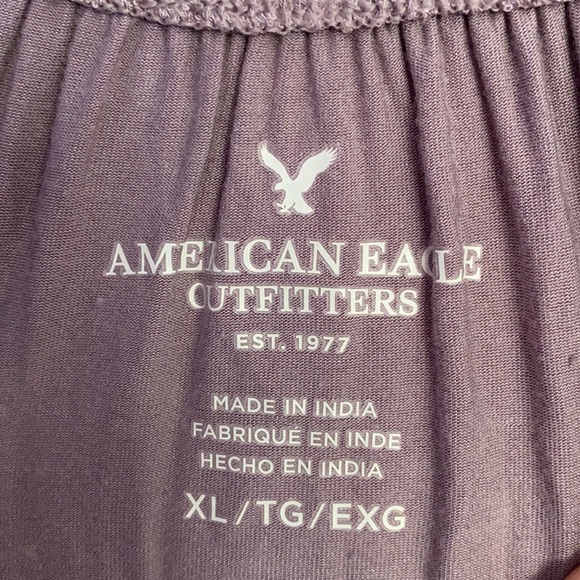 AMERICAN EAGLE
OUTFITTERS
EST. 1977
MADE IN INDIA
FABRIQUÉ EN INDE
HECHO EN INDIA
XL/TG/EXG